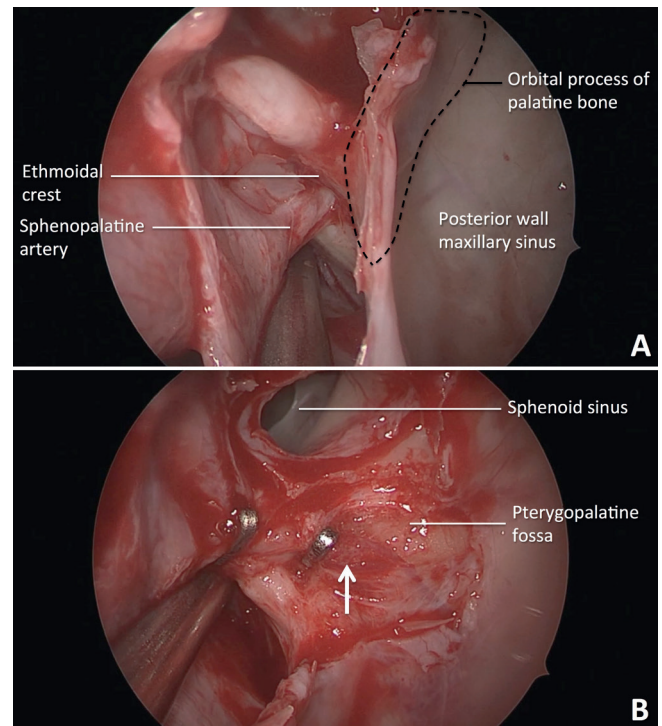 Orbital process of
palatine bone
Ethmoidal
crest
Sphenopalatine
artery
Posterior wall
maxillary sinus
A
Sphenoid sinus
Pterygopalatine
fossa
B